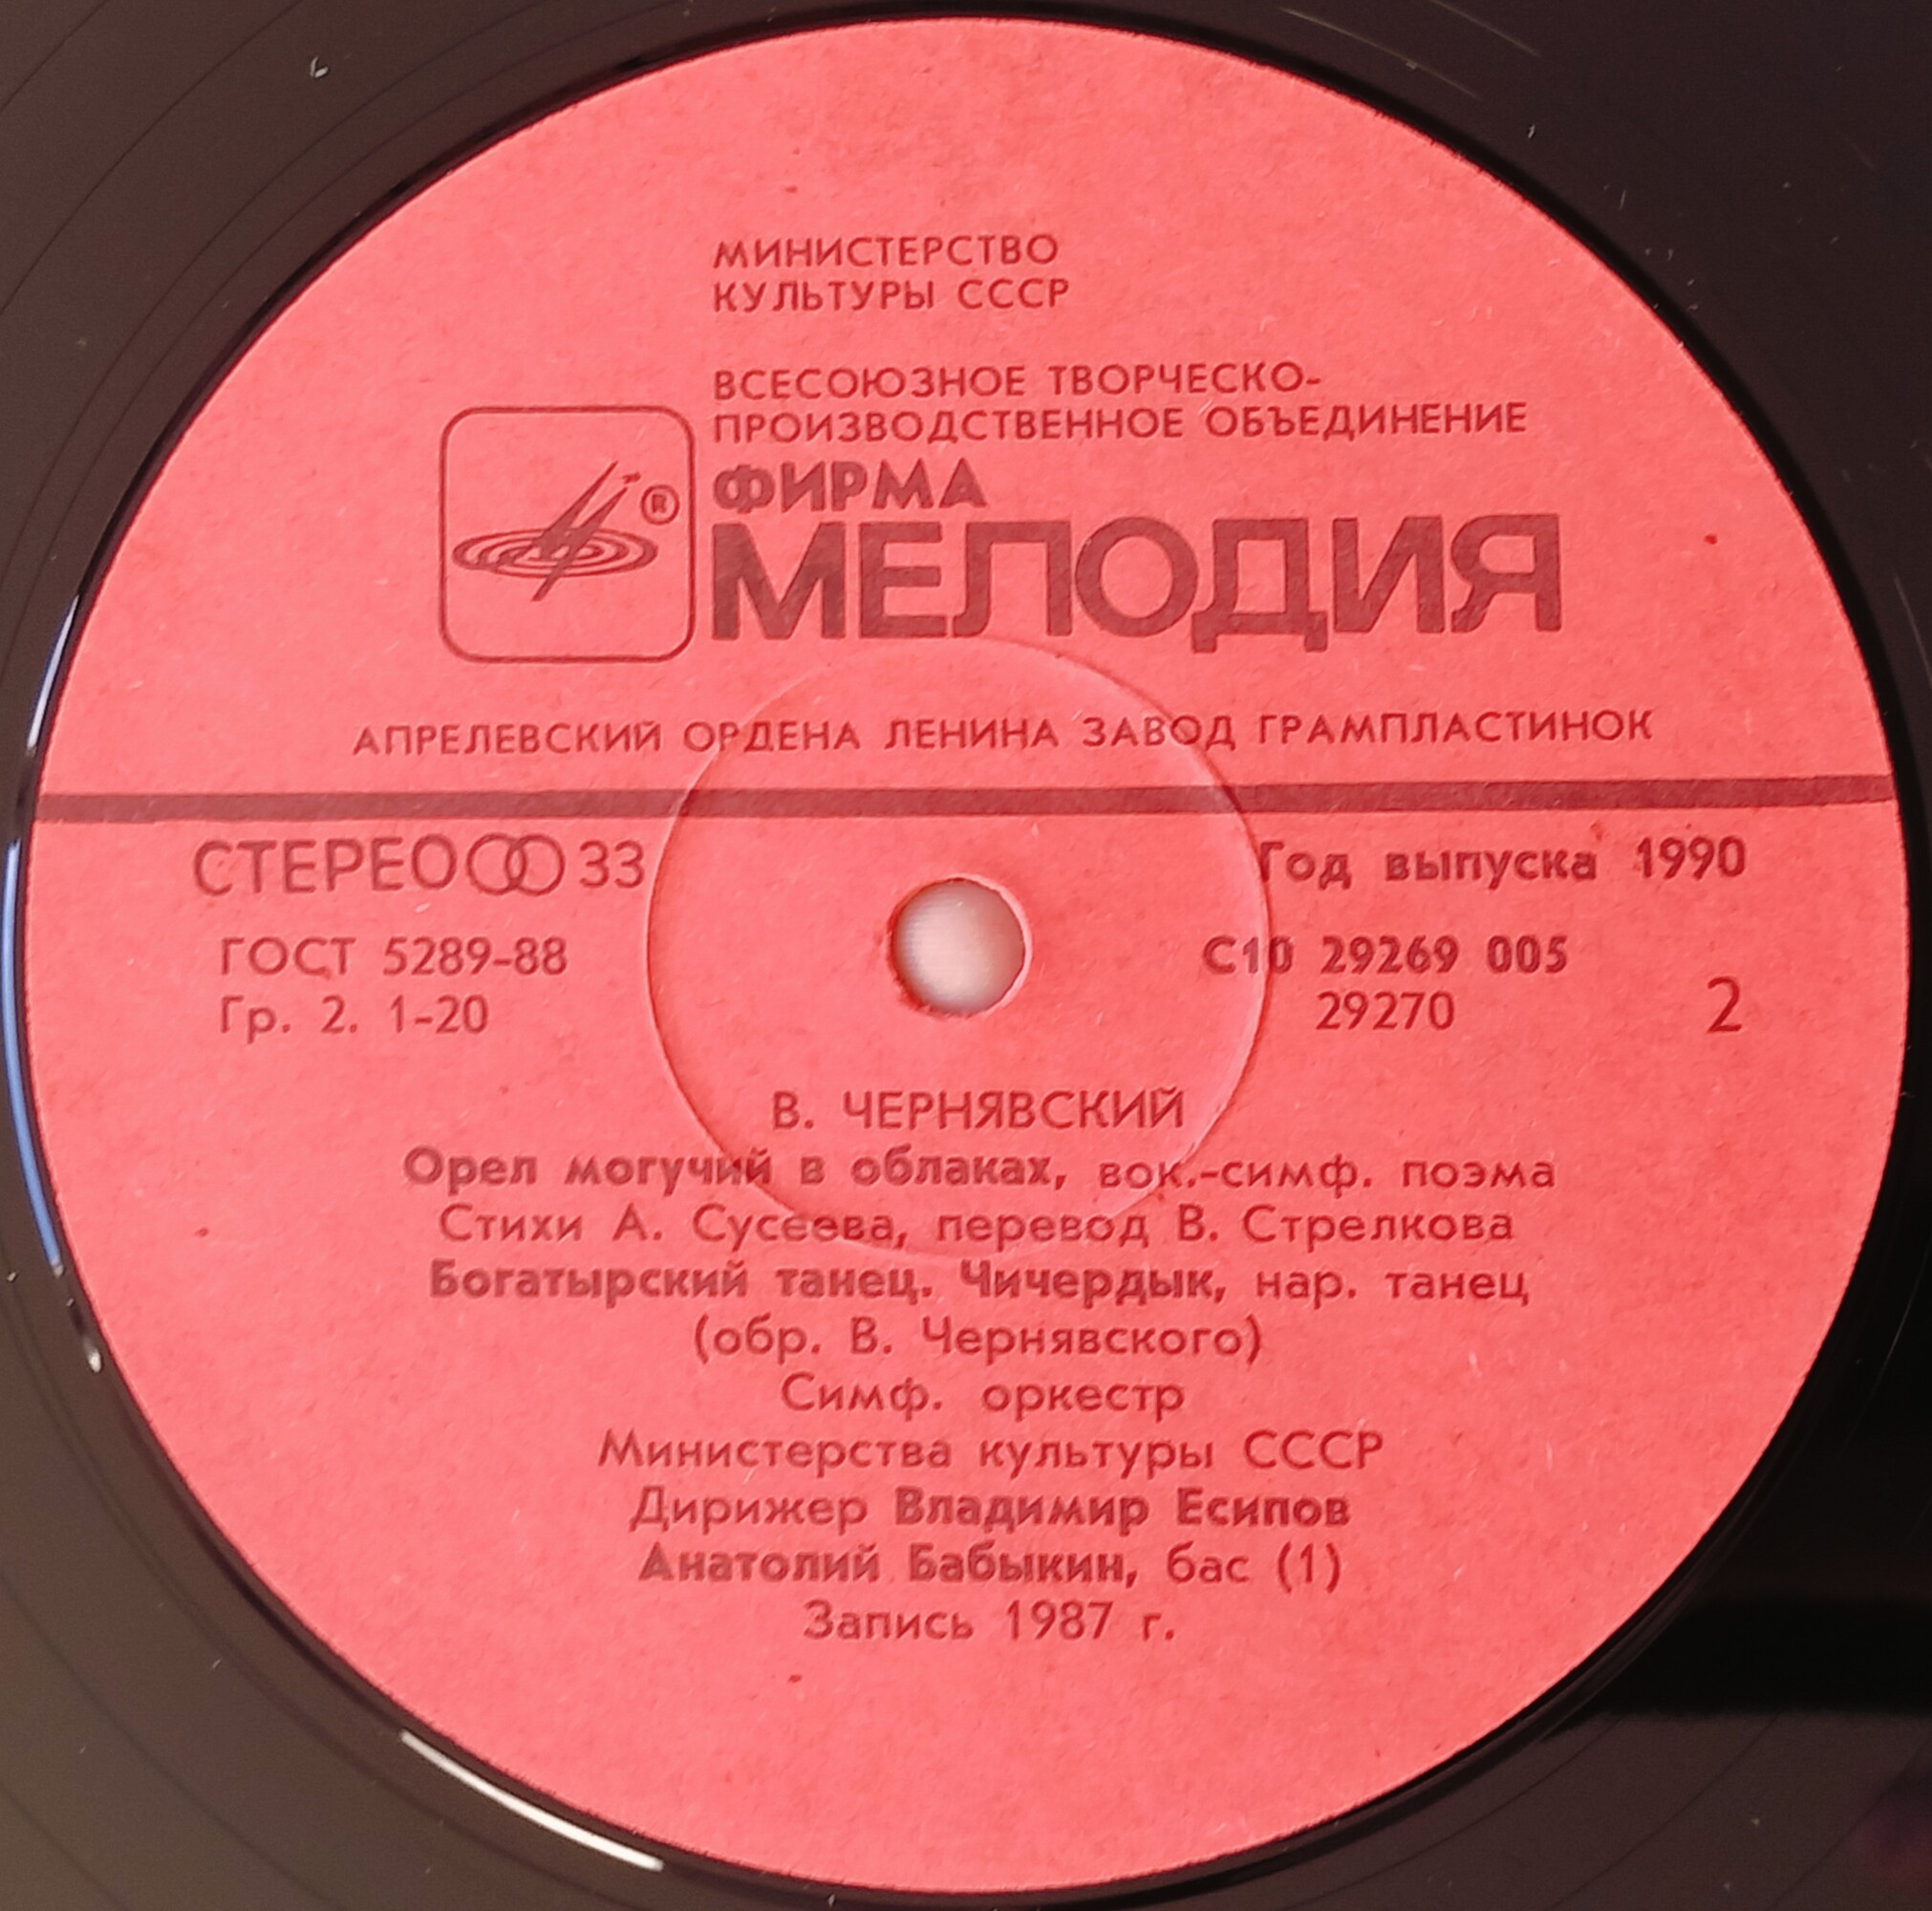 МИНИСТЕРСТВО
КУЛЬТУРЫ СССР
ВСЕСОЮЗНОЕ ТВОРЧЕСКО-
ПРОИЗВОДСТВЕННОЕ ОБЪЕДИНЕНИЕ
ФИРМА
®
МЕЛОДИЯ
АПРЕЛЕВСКИЙ ОРДЕНА ЛЕНИНА ЗАВОД ГРАМПЛАСТИНОК
СТЕРЕО 33
Год выпуска 1990
ГОСТ 5289-88
С10 29269 005
Гр. 2. 1-20
29270
2
В. ЧЕРНЯВСКИЙ
Орел могучий в облаках, вок.-симф. поэма
Стихи А. Сусеева, перевод В. Стрелкова
Богатырский танец. Чичердык, нар. танец
(обр. В. Чернявского)
Симф. оркестр
Министерства культуры СССР
Дирижер Владимир Есипов
Анатолий Бабыкин, бас (1)
Запись 1987 г.